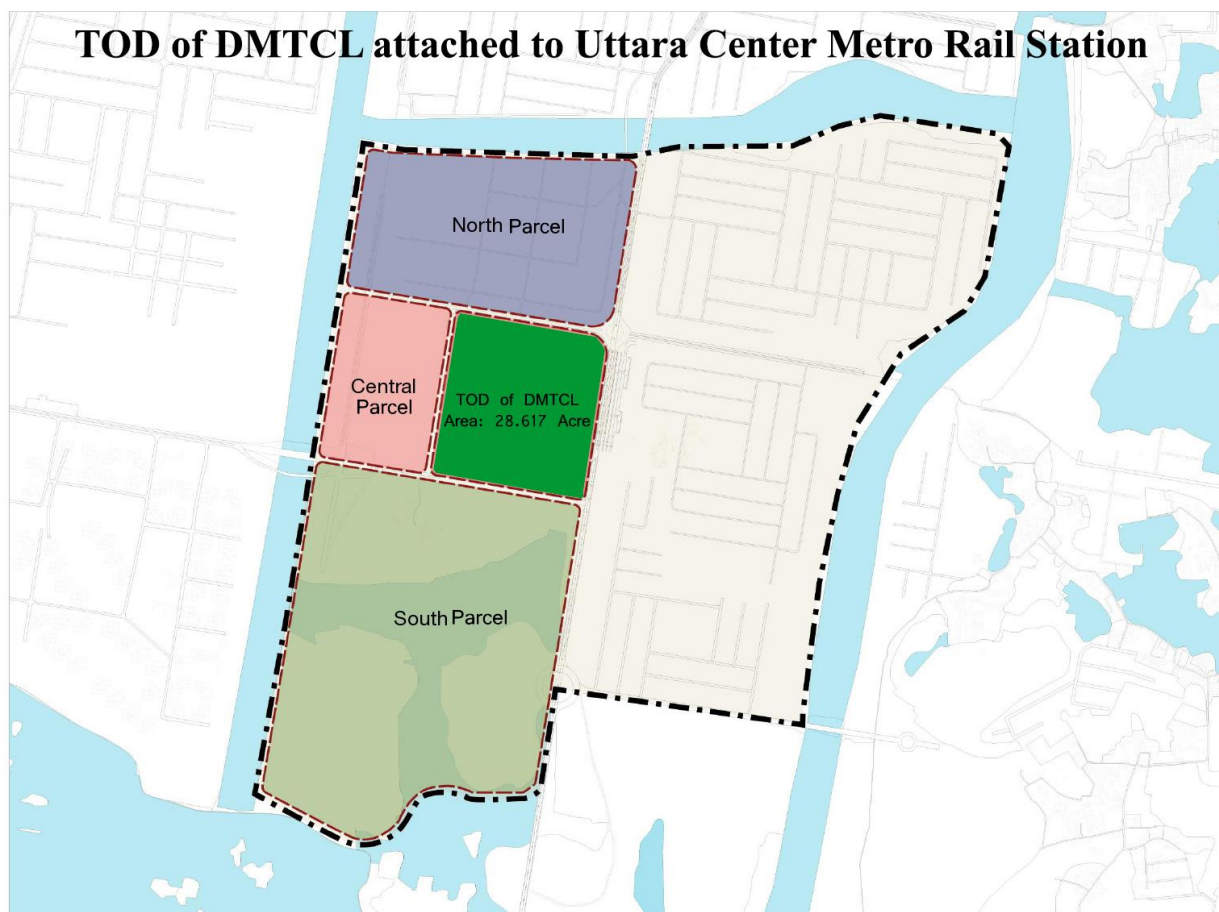 TOD of DMTCL attached to Uttara Center Metro Rail Station
North Parcel
Central
Parcel
TOD of DMTCL
Area: 28.617 Acre
South Parcel